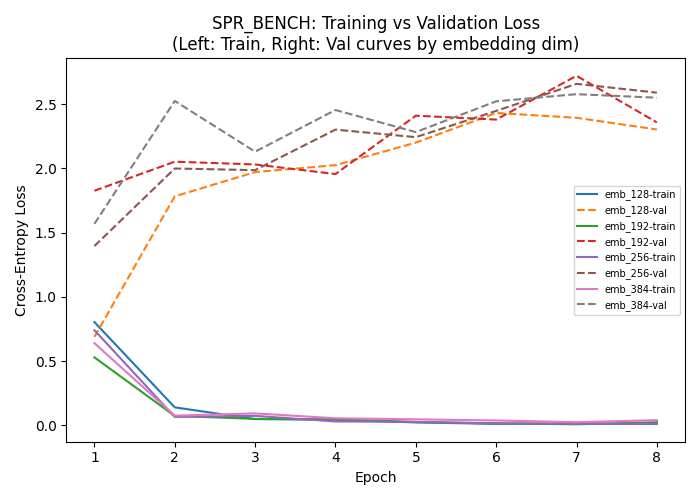 SPR_BENCH: Training vs Validation Loss
(Left: Train, Right: Val curves by embedding dim)
Cross-Entropy Loss
2.5
2.0
1.5
1.0
0.5
0.0
emb_128-train
emb_128-val
emb_192-train
emb_192-val
emb_256-train
emb_256-val
emb_384-train
emb_384-val
1 2 3 4 5 6 7 8
Epoch